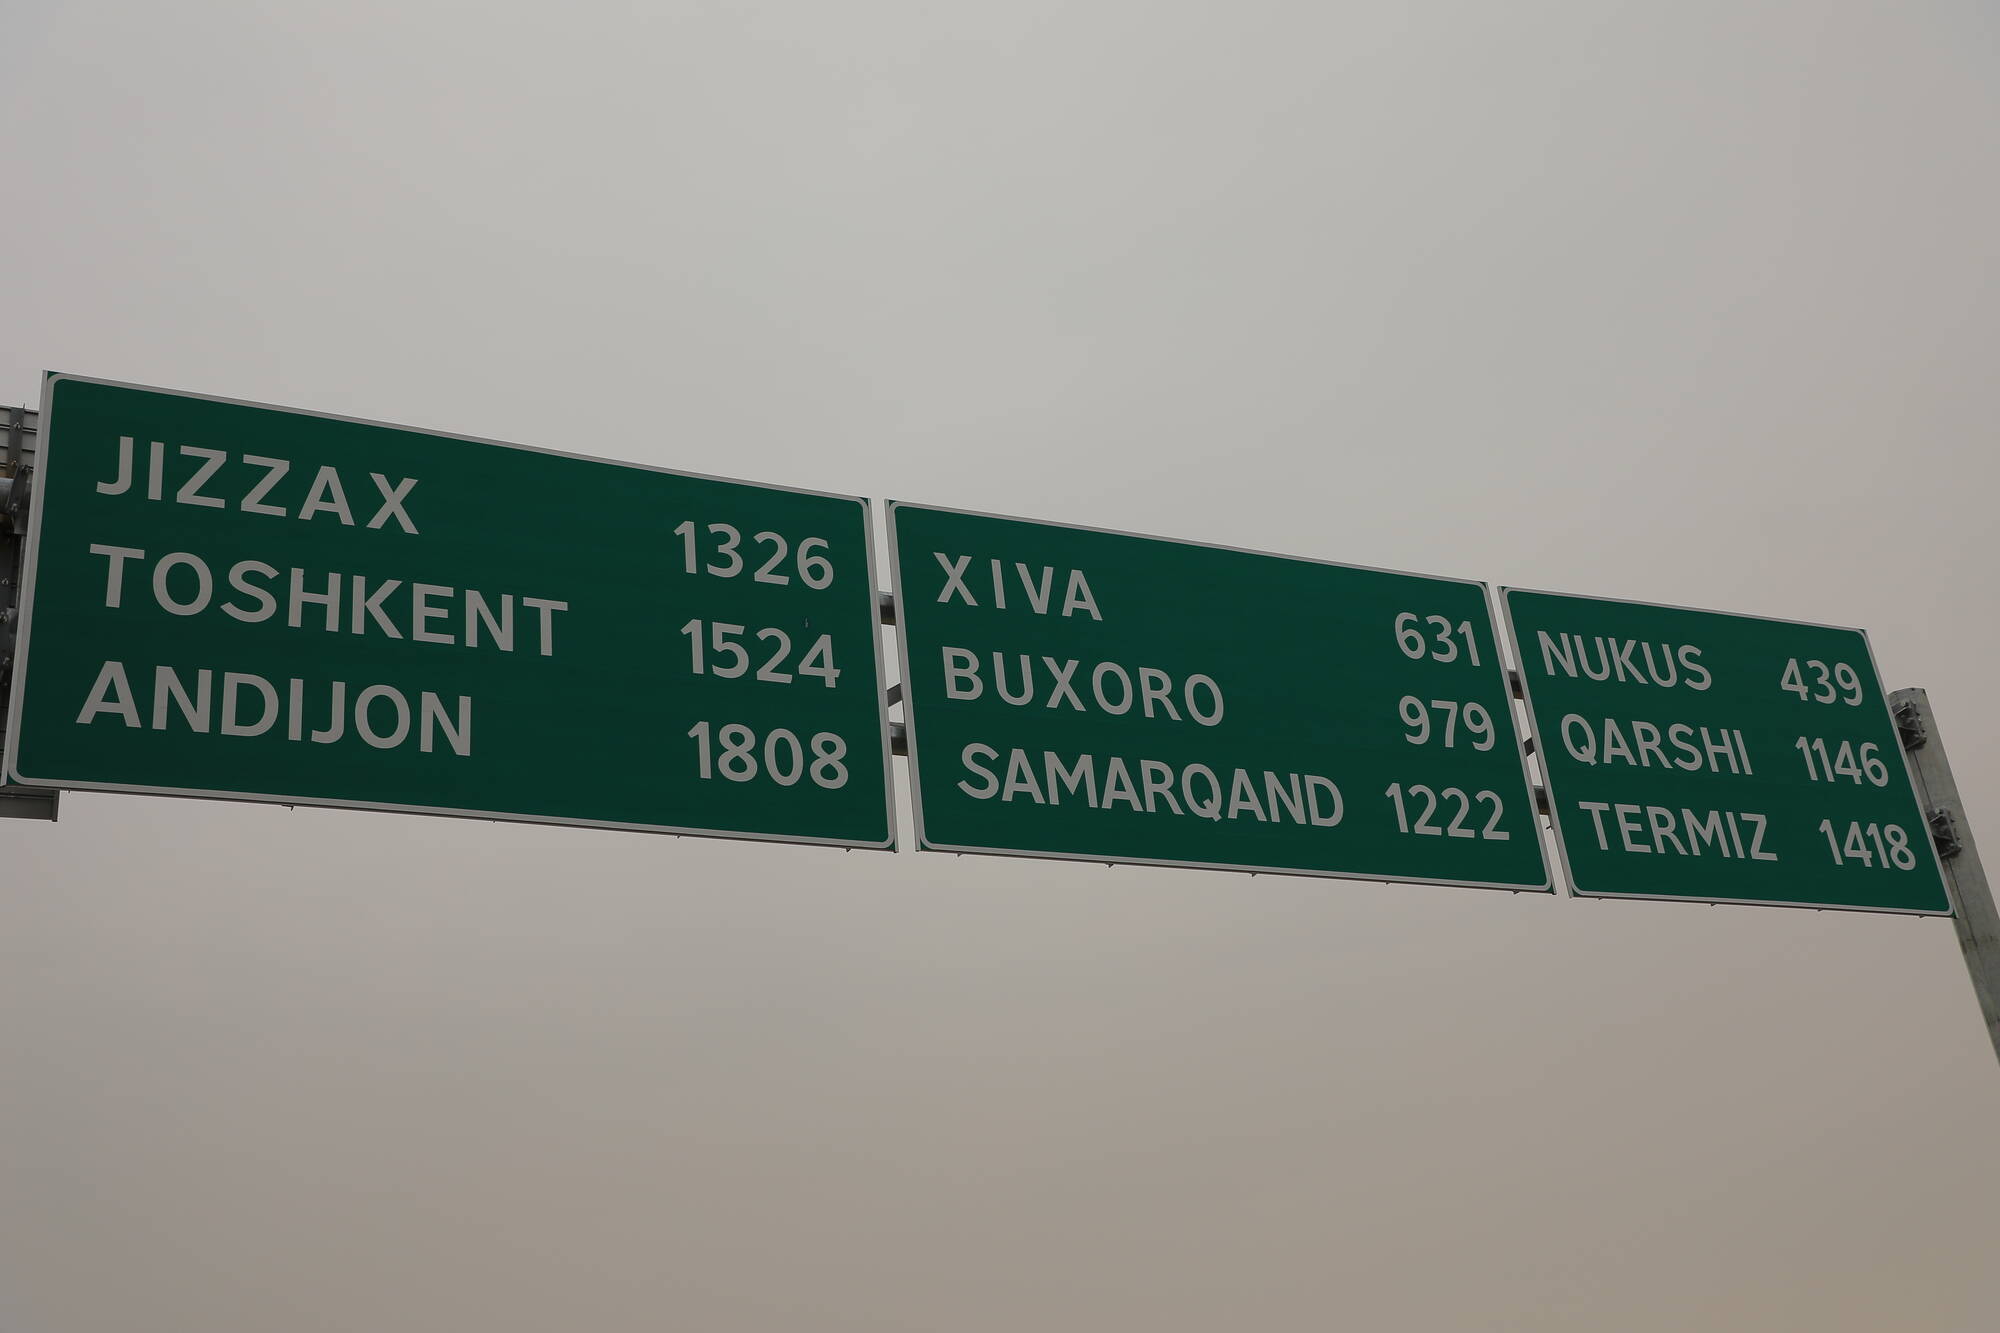 JIZZAX 1326
TOSHKENT 1524
ANDIJON 1808
XIVA 631
BUXORO 979
SAMARQAND 1222
NUKUS 439
QARSHI 1146
TERMIZ 1418